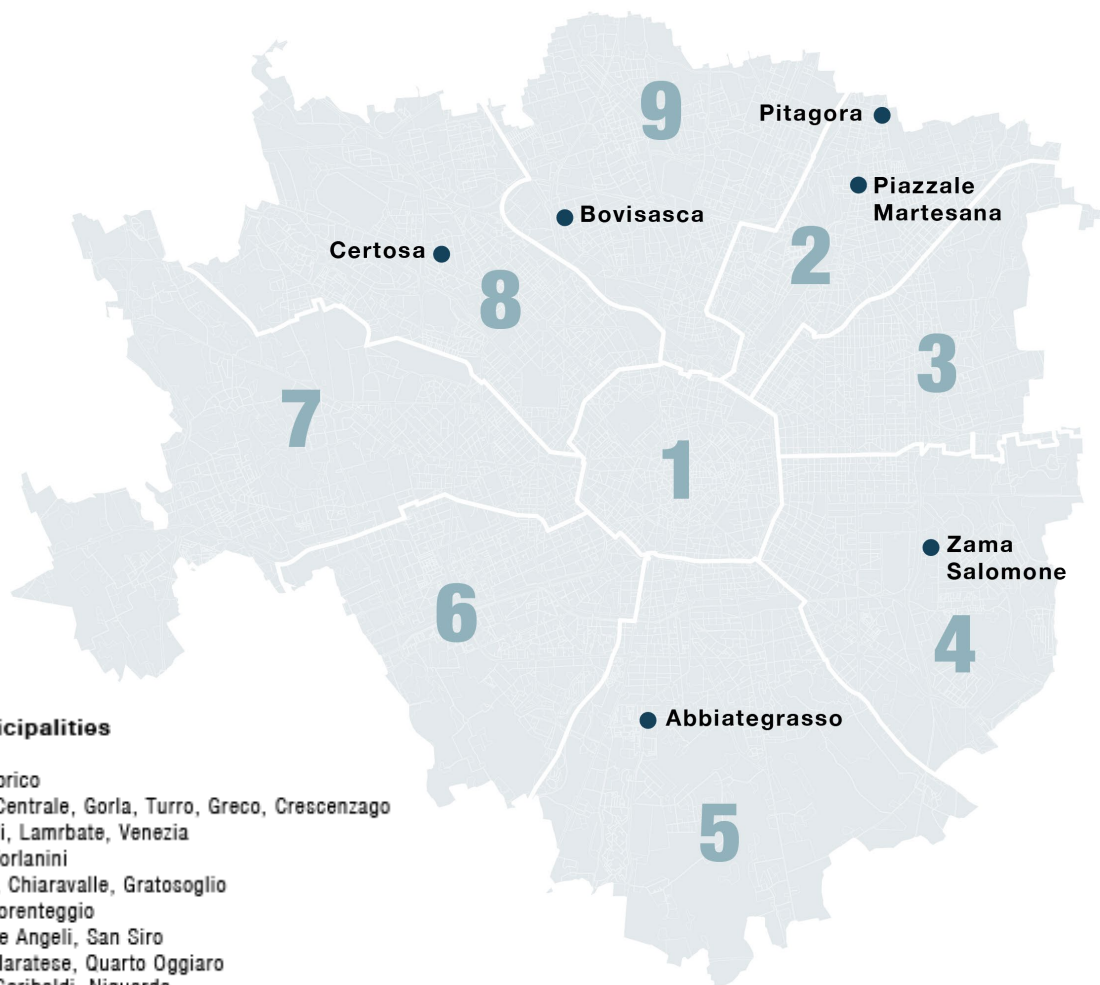 9
Pitagora
Piazzale
Martesana
Bovisasca
2
Certosa
8
3
7
1
Zama
Salomone
6
4
icipalities
Abbiategrasso
orico
Centrale, Gorla, Turro, Greco, Crescenzago
i, Lamrbate, Venezia
5
orlanini
, Chiaravalle, Gratosoglio
orenteggio
e Angeli, San Siro
laratese, Quarto Oggiaro